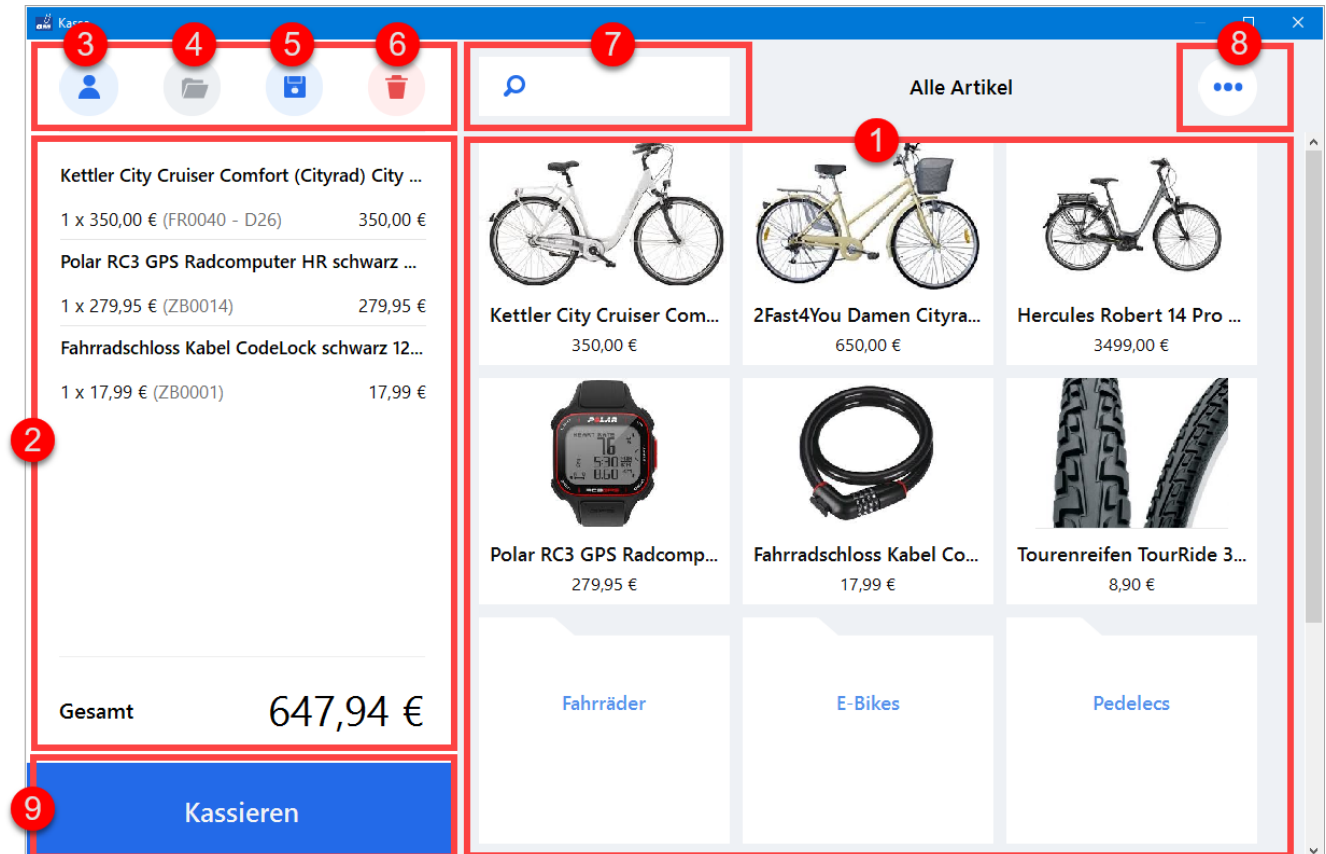 Kasse
3
4
5
6
7
8
Alle Artikel
1
Kettler City Cruiser Comfort (Cityrad) City ...
1 x 350,00 € (FR0040 - D26) 350,00 €
Polar RC3 GPS Radcomputer HR schwarz ...
1 x 279,95 € (ZB0014) 279,95 €
Fahrradschloss Kabel CodeLock schwarz 12...
1 x 17,99 € (ZB0001) 17,99 €
2
Gesamt 647,94 €
9
Kassieren
Kettler City Cruiser Com...
350,00 €
2Fast4You Damen Cityra...
650,00 €
Hercules Robert 14 Pro ...
3499,00 €
POLAR
Polar RC3 GPS Radcomp...
279,95 €
Fahrradschloss Kabel Co...
17,99 €
Tourenreifen TourRide 3...
8,90 €
Fahrräder
E-Bikes
Pedelecs